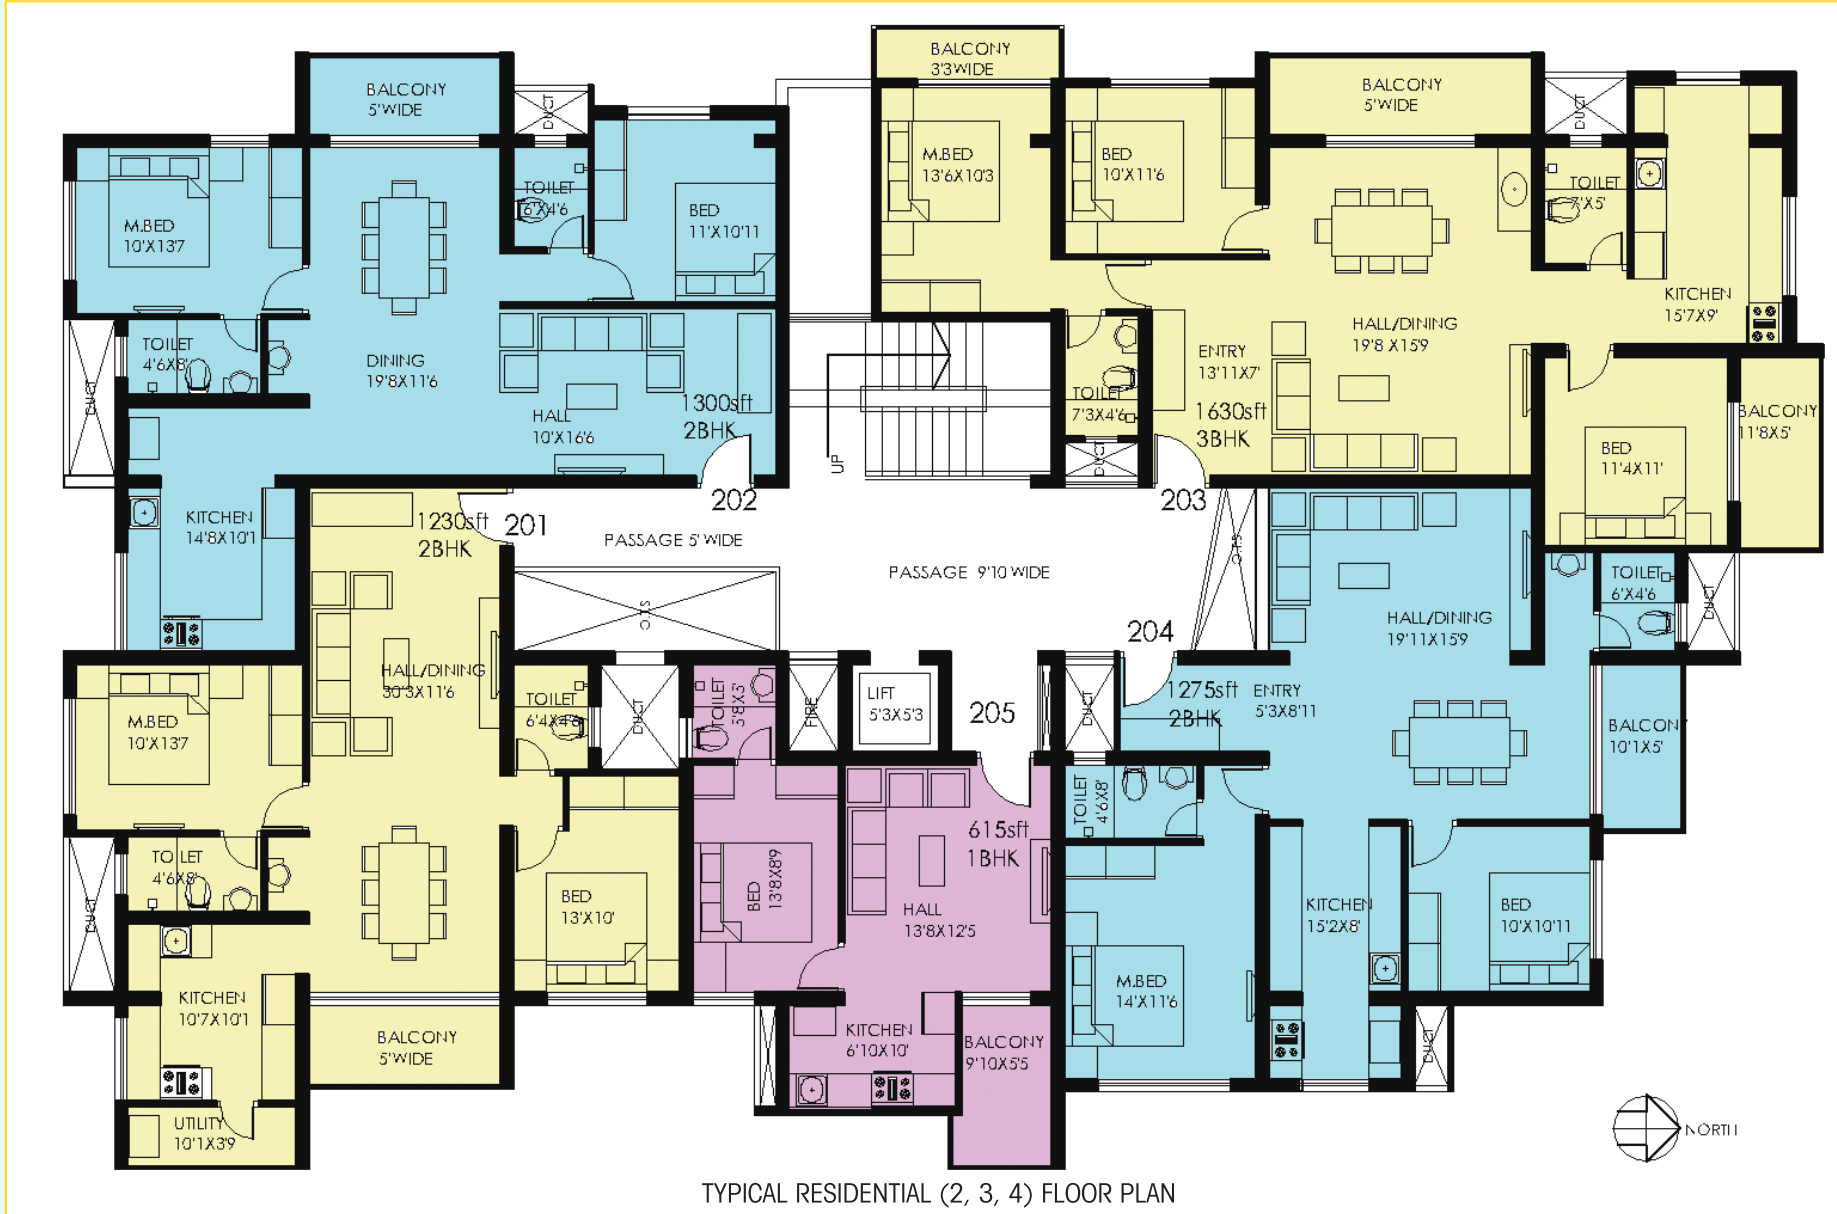 BALCONY
3'3WIDE
BALCONY
5'WIDE
DUCT
BALCONY
5'WIDE
DUCT
M.BED
10'X13'7
TOILET
6'X4'6
BED
11'X10'11
M.BED
13'6X10'3
BED
10'X11'6
TOILET
7'X5'
KITCHEN
15'7X9'
TOILET
4'6X8'
DUCT
DINING
19'8X11'6
HALL
10'X16'6
1300sft
2BHK
UP
TOILET
7'3X4'6
DUCT
ENTRY
13'11X7'
1630sft
3BHK
HALL/DINING
19'8 X15'9
BED
11'4X11'
BALCONY
11'8X5'
KITCHEN
14'8X10'1
1230sft
2BHK
201
202
203
PASSAGE 5' WIDE
PASSAGE 9'10 WIDE
O.T.S
O.T.S
204
HALL/DINING
19'11X15'9
TOILET
6'X4'6
DUCT
M.BED
10'X13'7
HALL/DINING
30'3X11'6
TOILET
6'4X4'6
DUCT
TOILET
5'8X5'
FIRE
LIFT
5'3X5'3
205
DUCT
1275sft
2BHK
ENTRY
5'3X8'11
BALCON
10'1X5'
TOILET
4'6X8'
DUCT
TOILET
4'6X8'
BED
13'X10'
BED
13'8X8'9
615sft
1BHK
HALL
13'8X12'5
M.BED
14'X11'6
KITCHEN
15'2X8'
BED
10'X10'11
KITCHEN
10'7X10'1
BALCONY
5'WIDE
KITCHEN
6'10X10'
BALCONY
9'10X5'5
DUCT
UTILITY
10'1X3'9
NORTH
TYPICAL RESIDENTIAL (2, 3, 4) FLOOR PLAN